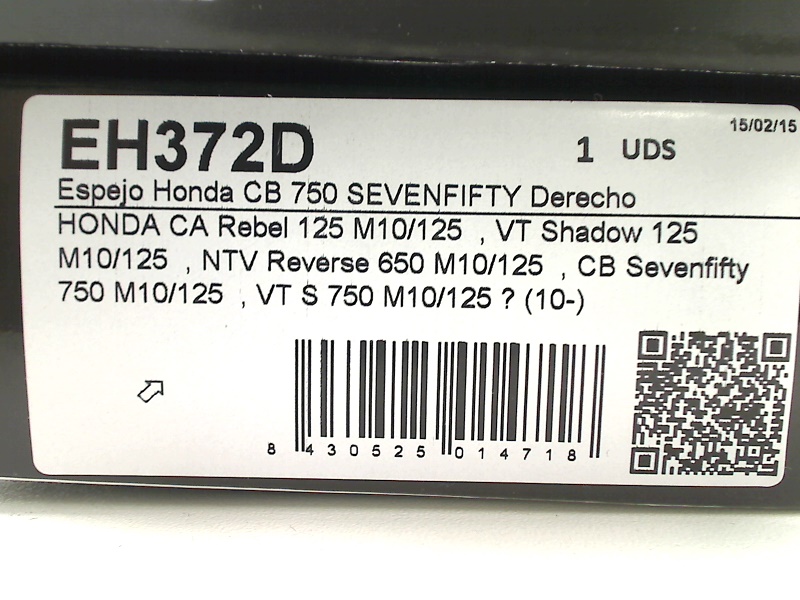 15/02/15
EH372D 1 UDS
Espejo Honda CB 750 SEVENFIFTY Derecho
HONDA CA Rebel 125 M10/125 , VT Shadow 125
M10/125 , NTV Reverse 650 M10/125 , CB Sevenfifty
750 M10/125 , VT S 750 M10/125 ? (10-)
8 430525 014718